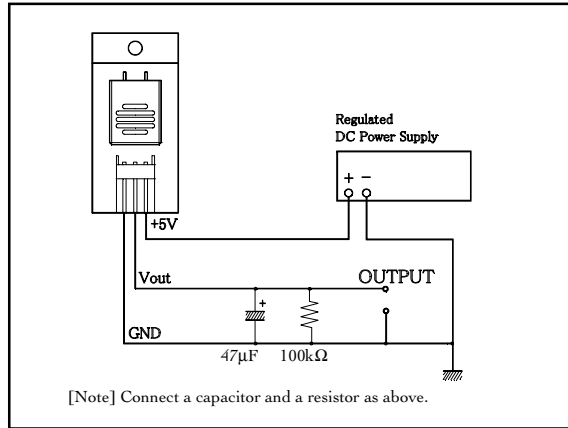 Regulated
DC Power Supply
+ −
+5V
Vout
OUTPUT
+
GND
47μF 100kΩ
[Note] Connect a capacitor and a resistor as above.